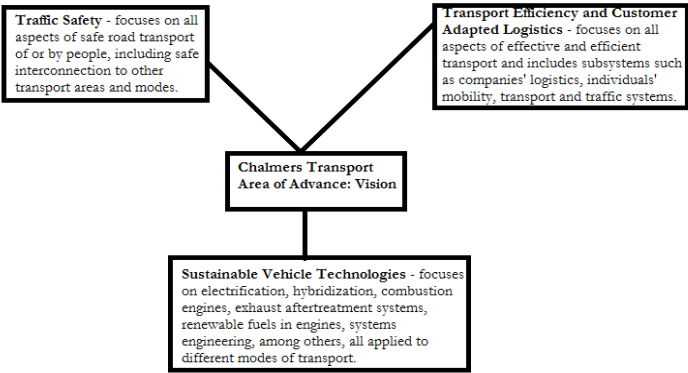 Traffic Safety - focuses on all
aspects of safe road transport
of or by people, including safe
interconnection to other
transport areas and modes.
Transport Efficiency and Customer
Adapted Logistics - focuses on all
aspects of effective and efficient
transport and includes subsystems such
as companies' logistics, individuals'
mobility, transport and traffic systems.
Chalmers Transport
Area of Advance: Vision
Sustainable Vehicle Technologies - focuses
on electrification, hybridization, combustion
engines, exhaust aftertreatment systems,
renewable fuels in engines, systems
engineering, among others, all applied to
different modes of transport.